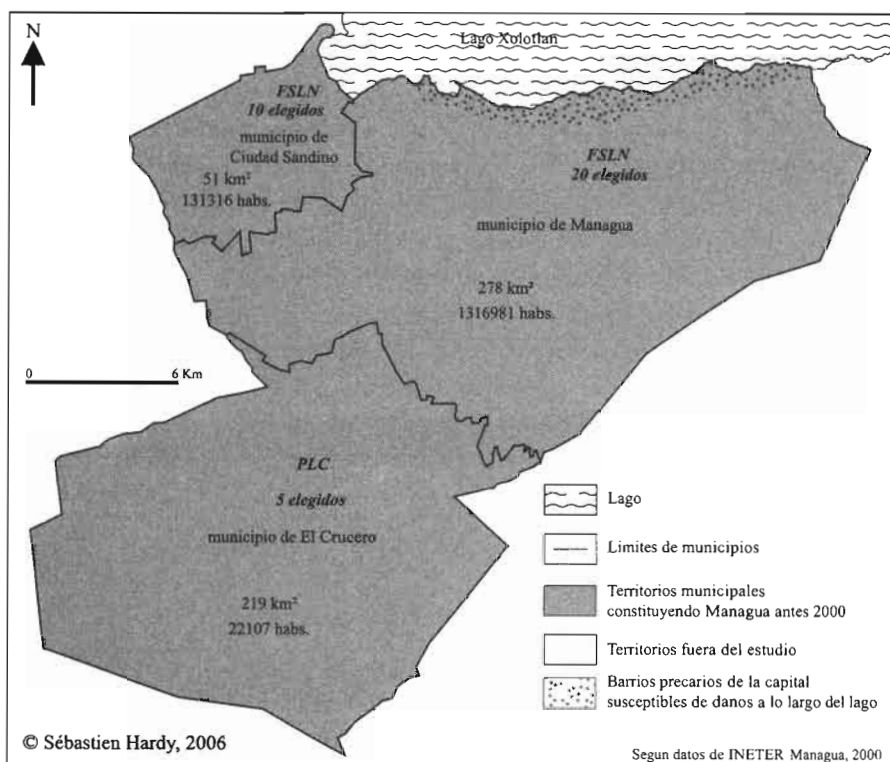 N
Lago Xolotlan
FSLN
10 elegidos
municipio de
Ciudad Sandino
51 km²
131316 habs.
FSLN
20 elegidos
municipio de Managua
278 km²
1316981 habs.
0 6 Km
PLC
5 elegidos
municipio de El Crucero
219 km²
22107 habs.
Lago
Limites de municipios
Territorios municipales
constituyendo Managua antes 2000
Territorios fuera del estudio
Barrios precarios de la capital
susceptibles de danos a lo largo del lago
© Sébastien Hardy, 2006
Segun datos de INETER Managua, 2000